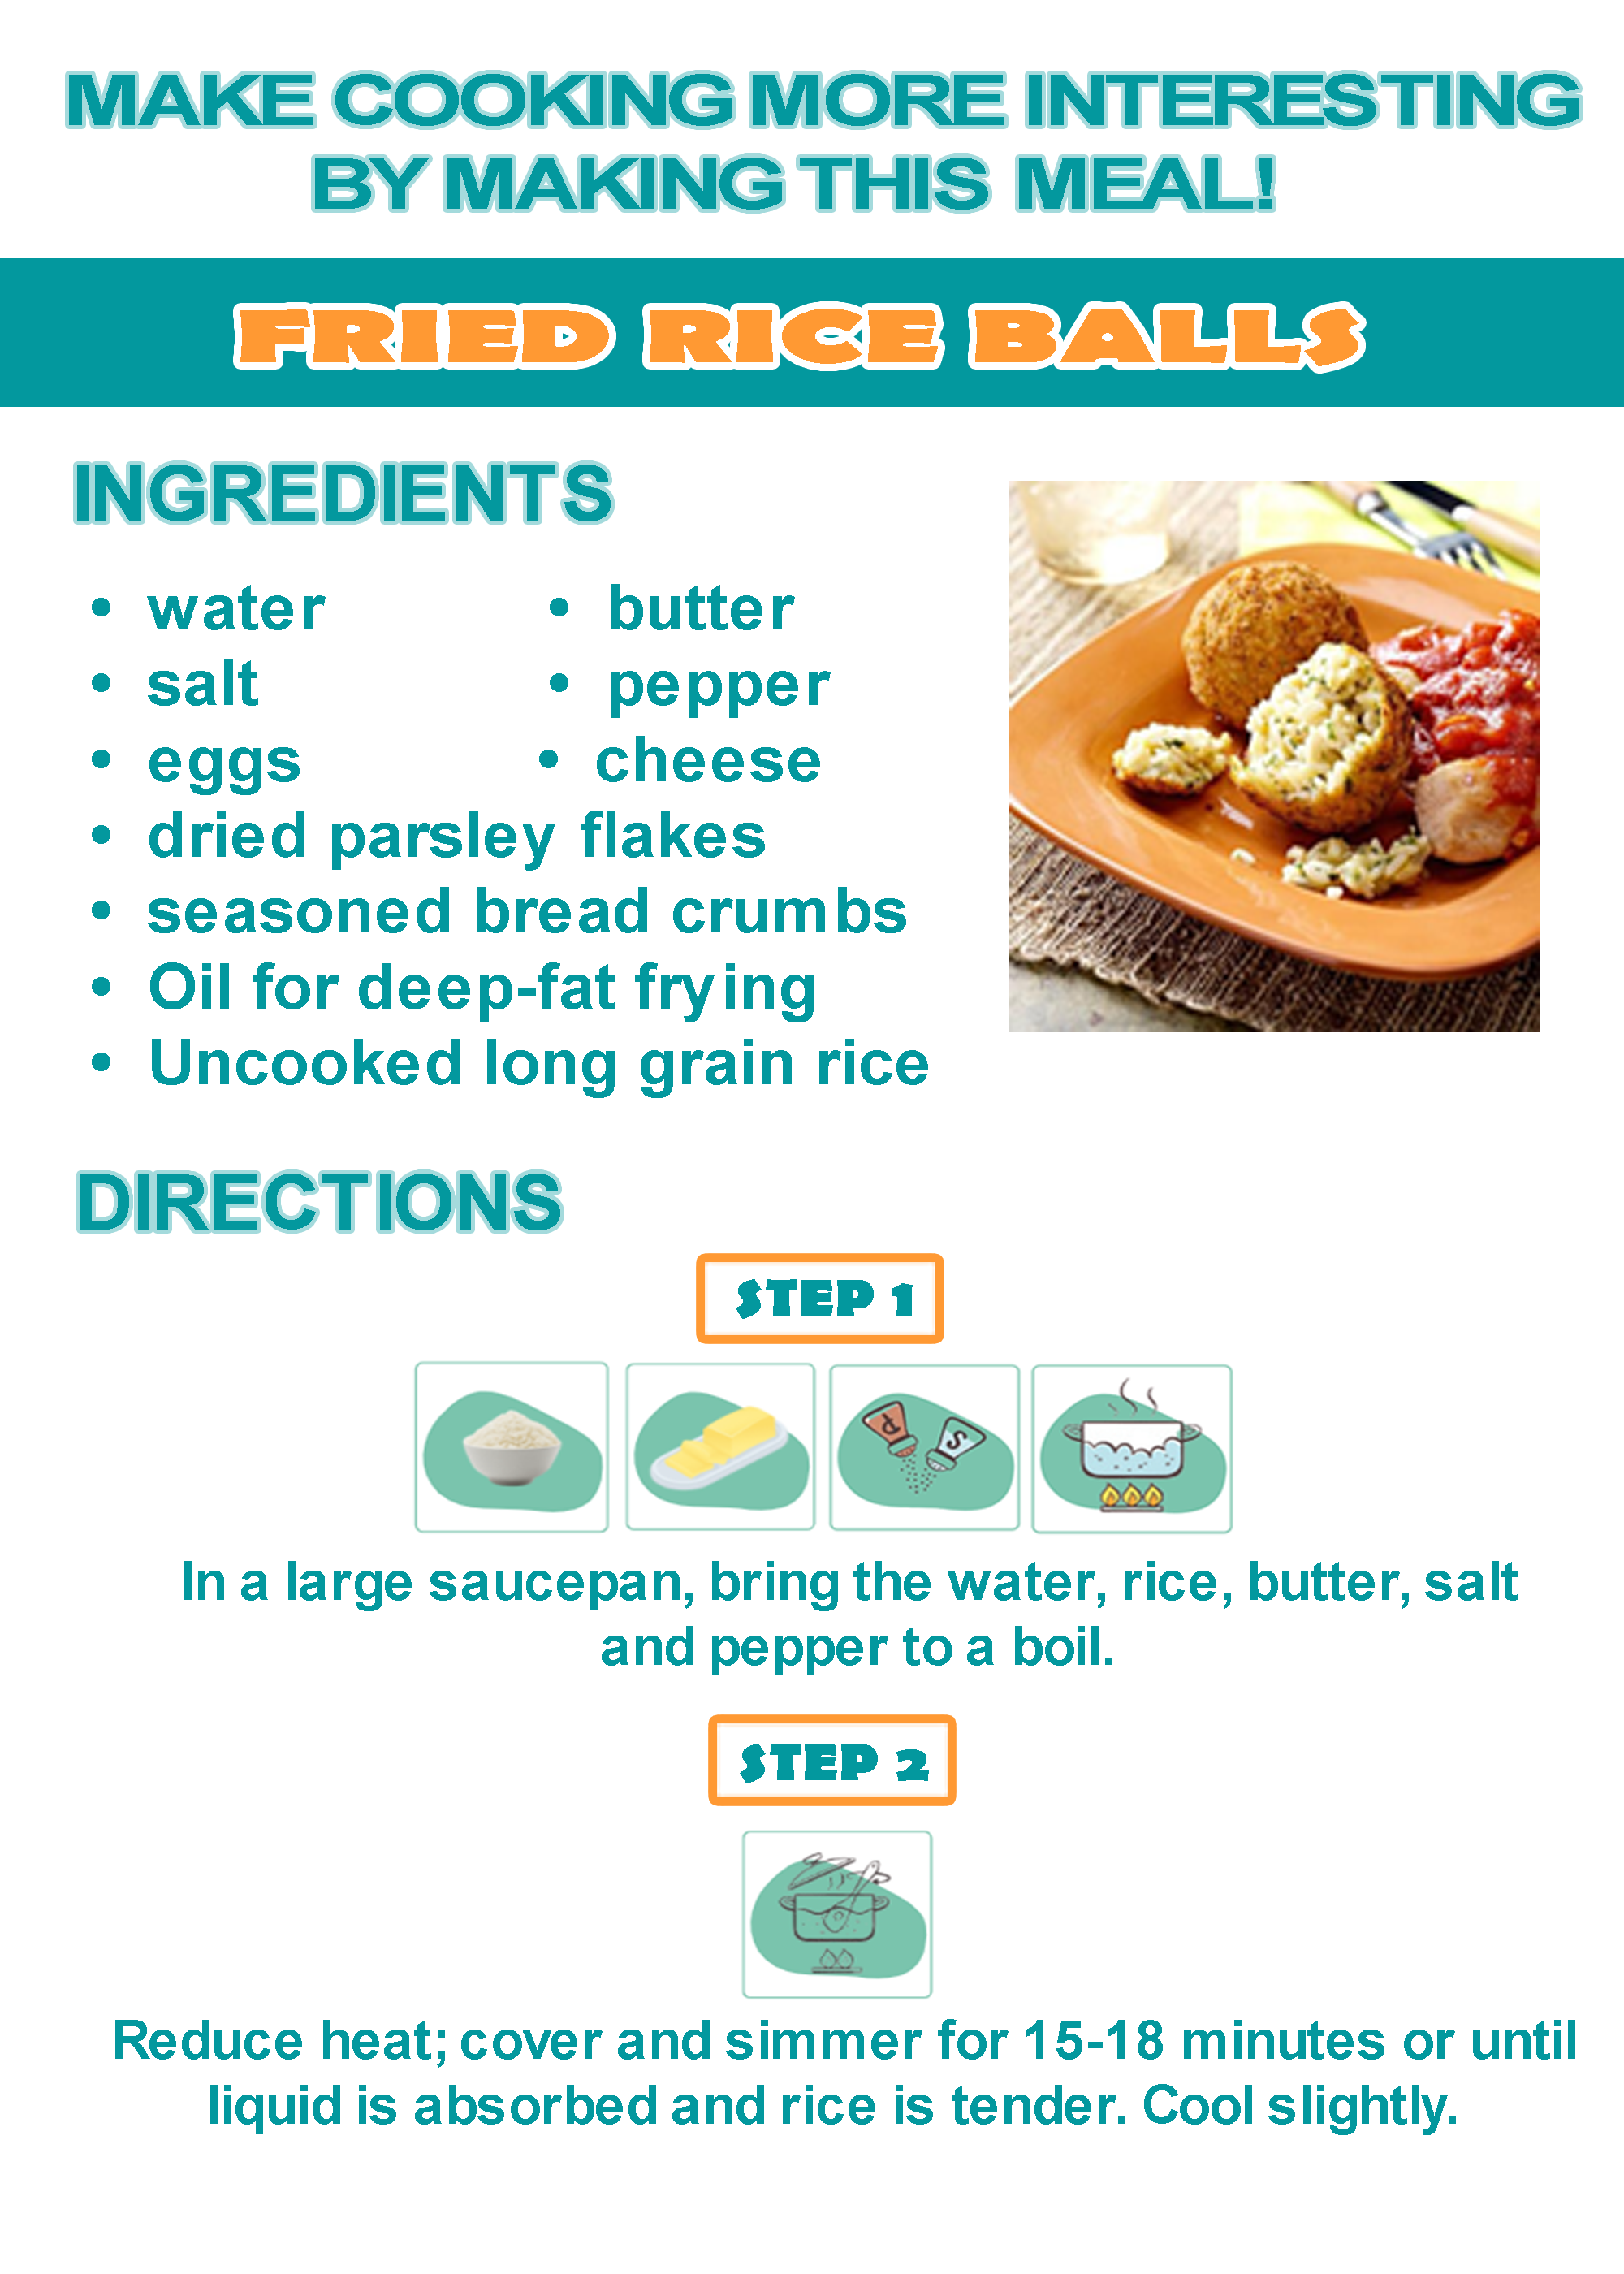 MAKE COOKING MORE INTERESTING
BY MAKING THIS MEAL!
FRIED RICE BALLS
INGREDIENTS
• water
• butter
• salt
• pepper
• eggs
• cheese
• dried parsley flakes
• seasoned bread crumbs
• Oil for deep-fat frying
• Uncooked long grain rice
DIRECTIONS
STEP 1
P
S
In a large saucepan, bring the water, rice, butter, salt
and pepper to a boil.
STEP 2
Reduce heat; cover and simmer for 15-18 minutes or until
liquid is absorbed and rice is tender. Cool slightly.